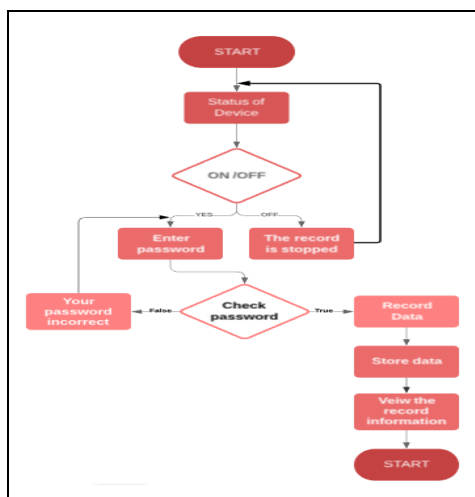 START
Status of
Device
ON /OFF
YES
OFF
Enter
password
The record
is stopped
Your
password
incorrect
False
Check
password
True
Record
Data
Store data
Veiw the
record
information
START